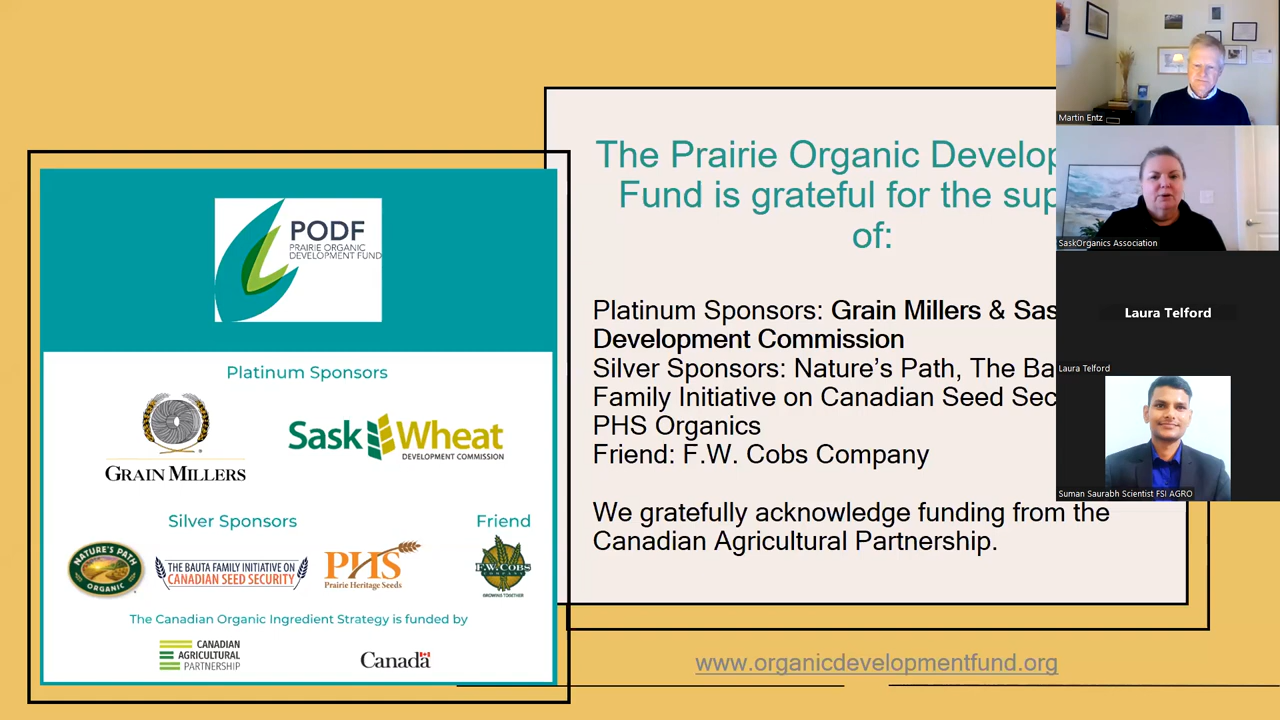 PODF
PRAIRIE ORGANIC
DEVELOPMENT FUND
Platinum Sponsors
GRAIN MILLERS
Sask Wheat
DEVELOPMENT COMMISSION
Silver Sponsors
Friend
NATURE'S PATH
ORGANIC
THE BAUTA FAMILY INITIATIVE ON
CANADIAN SEED SECURITY
PHS
Prairie Heritage Seeds
F.W. COBS
COMPANY
GROWING TOGETHER
The Canadian Organic Ingredient Strategy is funded by
CANADIAN
AGRICULTURAL
PARTNERSHIP
Canada
The Prairie Organic Develop
Fund is grateful for the sup
of:
Platinum Sponsors: Grain Millers & Sas
Development Commission
Silver Sponsors: Nature’s Path, The Ba
Family Initiative on Canadian Seed Sec
PHS Organics
Friend: F.W. Cobs Company
We gratefully acknowledge funding from the
Canadian Agricultural Partnership.
www.organicdevelopmentfund.org
Martin Entz
SaskOrganics Association
Laura Telford
Laura Telford
Suman Saurabh Scientist FSI AGRO